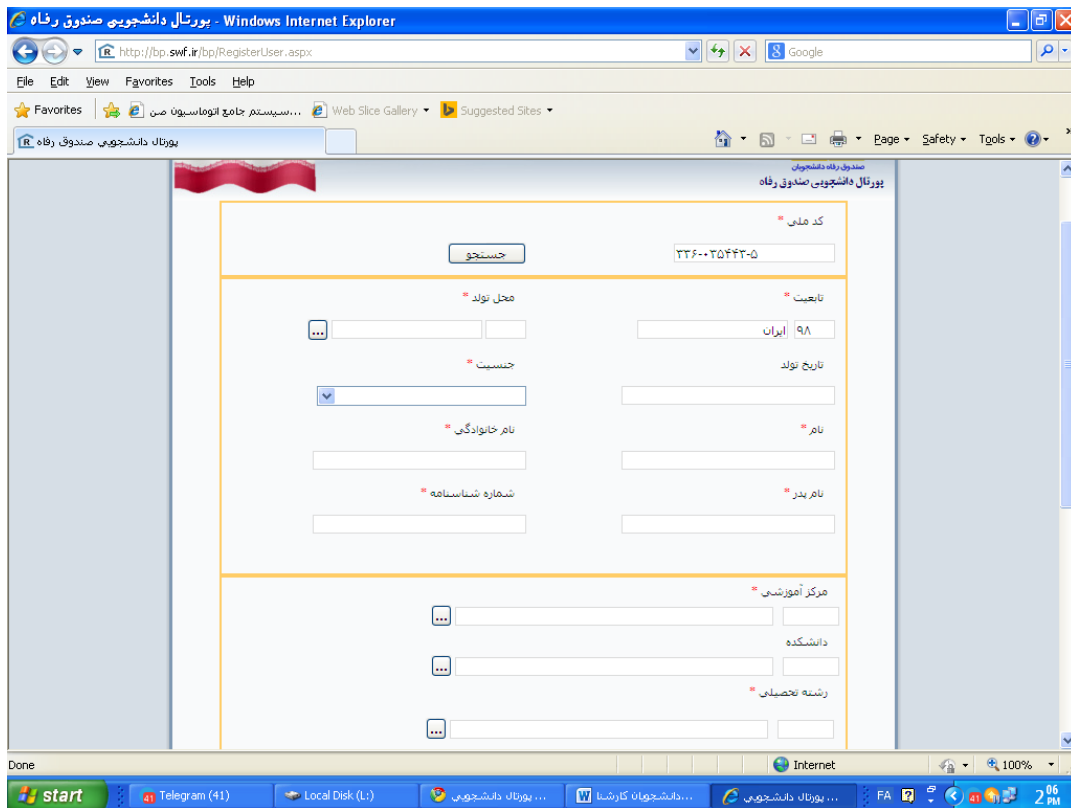 پورتال دانشجویی صندوق رفاه - Windows Internet Explorer
http://bp.swf.ir/bp/RegisterUser.aspx
Google
File Edit View Favorites Tools Help
Favorites
سیستم جامع اتوماسیون صن...
Web Slice Gallery
Suggested Sites
پورتال دانشجویی صندوق رفاه
Page Safety Tools
صندوق رفاه دانشجویان
پورتال دانشجویی صندوق رفاه
کد ملی *
۳۳۶-۰۳۵۴۴۳-۵
جستجو
تابعیت *
محل تولد *
۹۸ ایران
...
تاریخ تولد
جنسیت *
نام *
نام خانوادگی *
نام پدر *
شماره شناسنامه *
مرکز آموزشی *
...
دانشکده
...
رشته تحصیلی *
...
Done
Internet
100%
start
41 Telegram (41)
Local Disk (L:)
پورتال دانشجویی ...
دانشجویان کارشنا...
پورتال دانشجویی ...
FA
41
2:06 PM